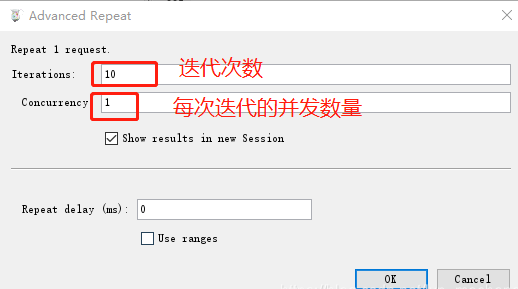 Advanced Repeat
Repeat 1 request.
Iterations: 10 迭代次数
Concurrency 1 每次迭代的并发数量
Show results in new Session
Repeat delay (ms): 0
Use ranges
OK Cancel